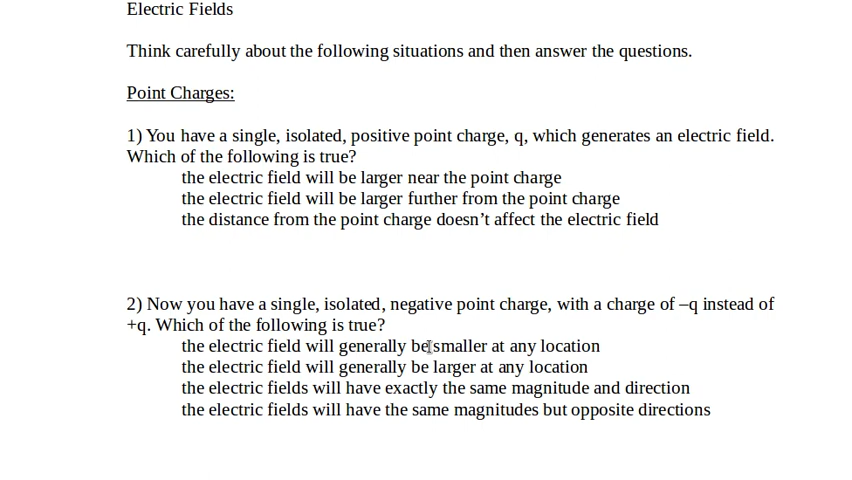 Electric Fields
Think carefully about the following situations and then answer the questions.
Point Charges:
1) You have a single, isolated, positive point charge, q, which generates an electric field.
Which of the following is true?
the electric field will be larger near the point charge
the electric field will be larger further from the point charge
the distance from the point charge doesn’t affect the electric field
2) Now you have a single, isolated, negative point charge, with a charge of –q instead of
+q. Which of the following is true?
the electric field will generally be smaller at any location
the electric field will generally be larger at any location
the electric fields will have exactly the same magnitude and direction
the electric fields will have the same magnitudes but opposite directions